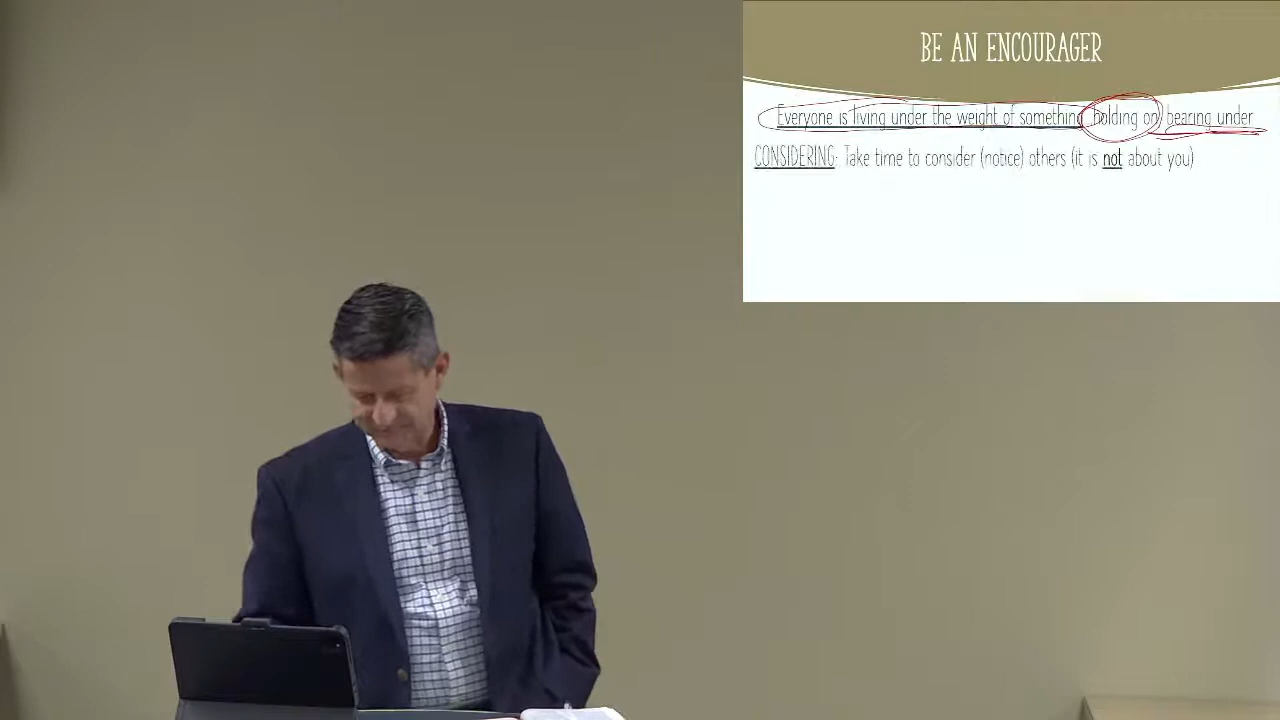 BE AN ENCOURAGER
Everyone is living under the weight of something holding on, bearing under
CONSIDERING: Take time to consider (notice) others (it is not about you)